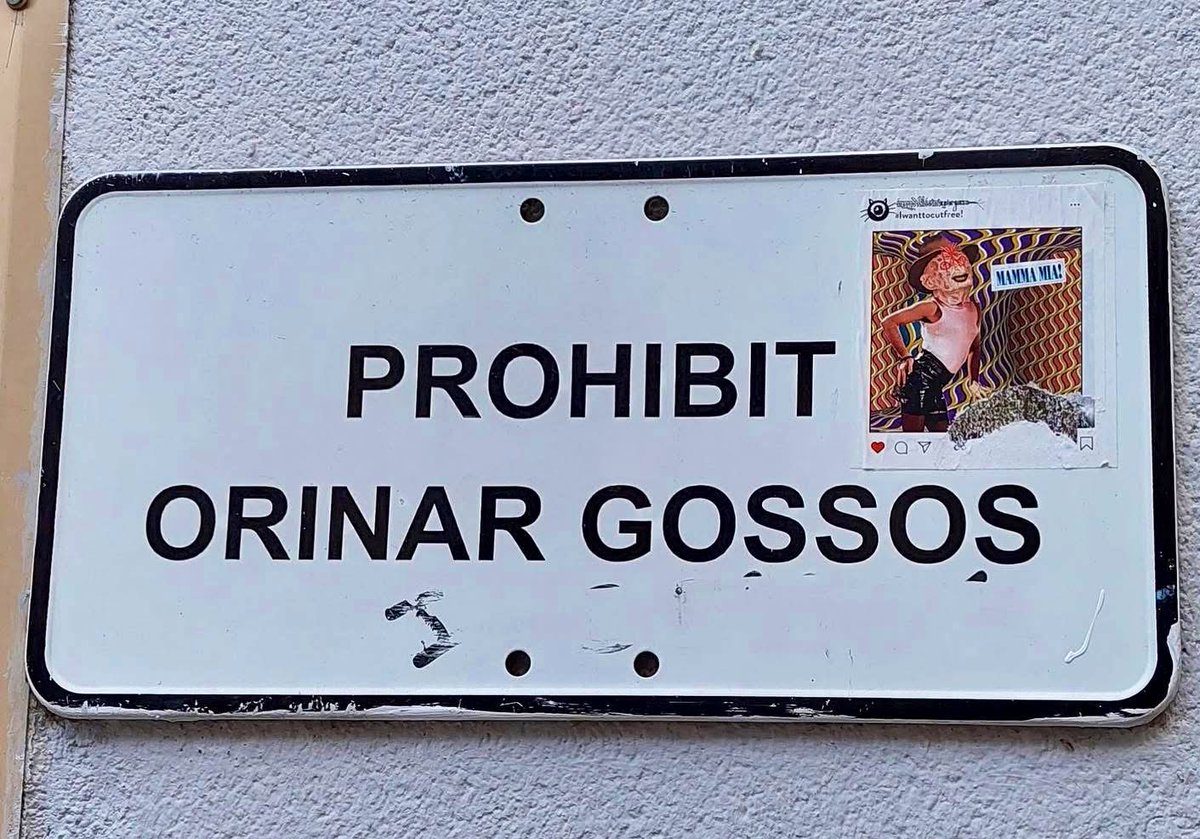 #Iwanttocutfree!
MAMMA MIA!
PROHIBIT
ORINAR GOSSOS